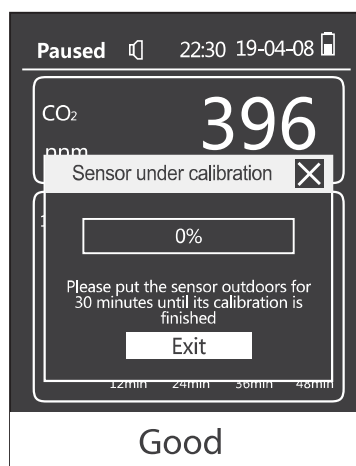 Paused 22:30 19-04-08
CO₂ 396
ppm
Sensor under calibration
0%
Please put the sensor outdoors for
30 minutes until its calibration is
finished
Exit
12min 24min 36min 48min
Good